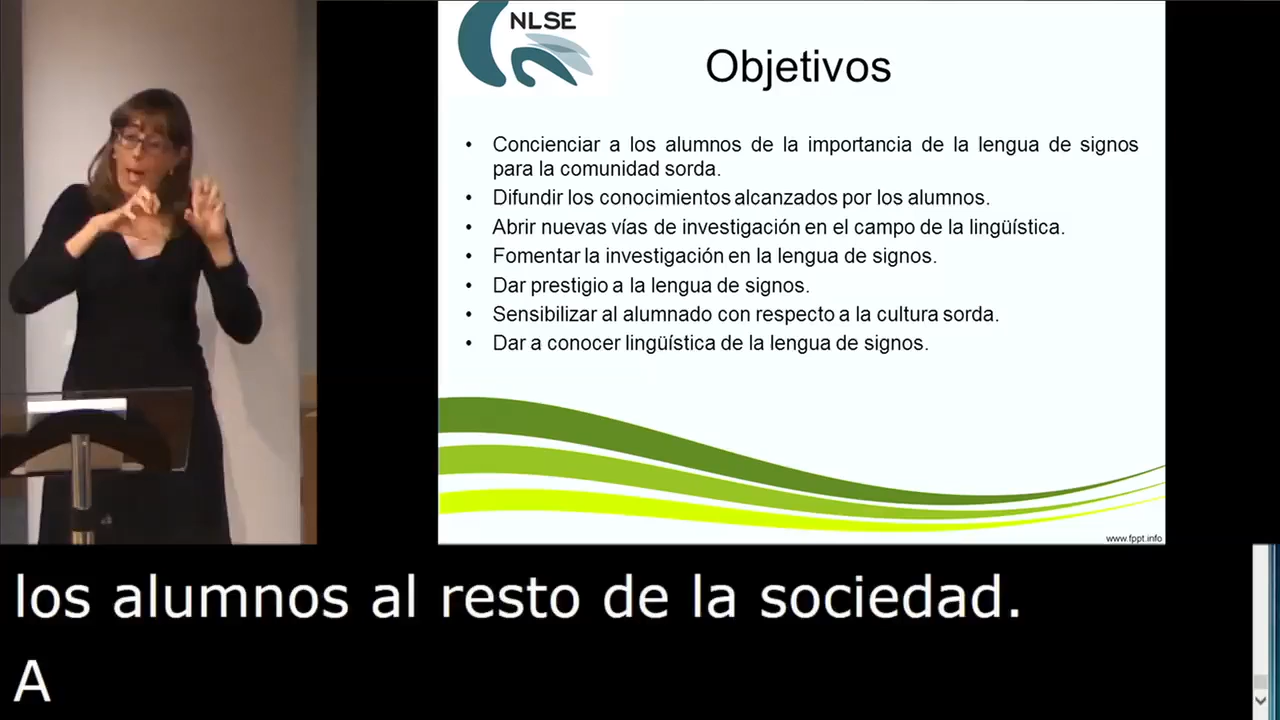 NLSE
Objetivos
• Concienciar a los alumnos de la importancia de la lengua de signos
para la comunidad sorda.
• Difundir los conocimientos alcanzados por los alumnos.
• Abrir nuevas vías de investigación en el campo de la lingüística.
• Fomentar la investigación en la lengua de signos.
• Dar prestigio a la lengua de signos.
• Sensibilizar al alumnado con respecto a la cultura sorda.
• Dar a conocer lingüística de la lengua de signos.
www.fppt.info
los alumnos al resto de la sociedad.
A